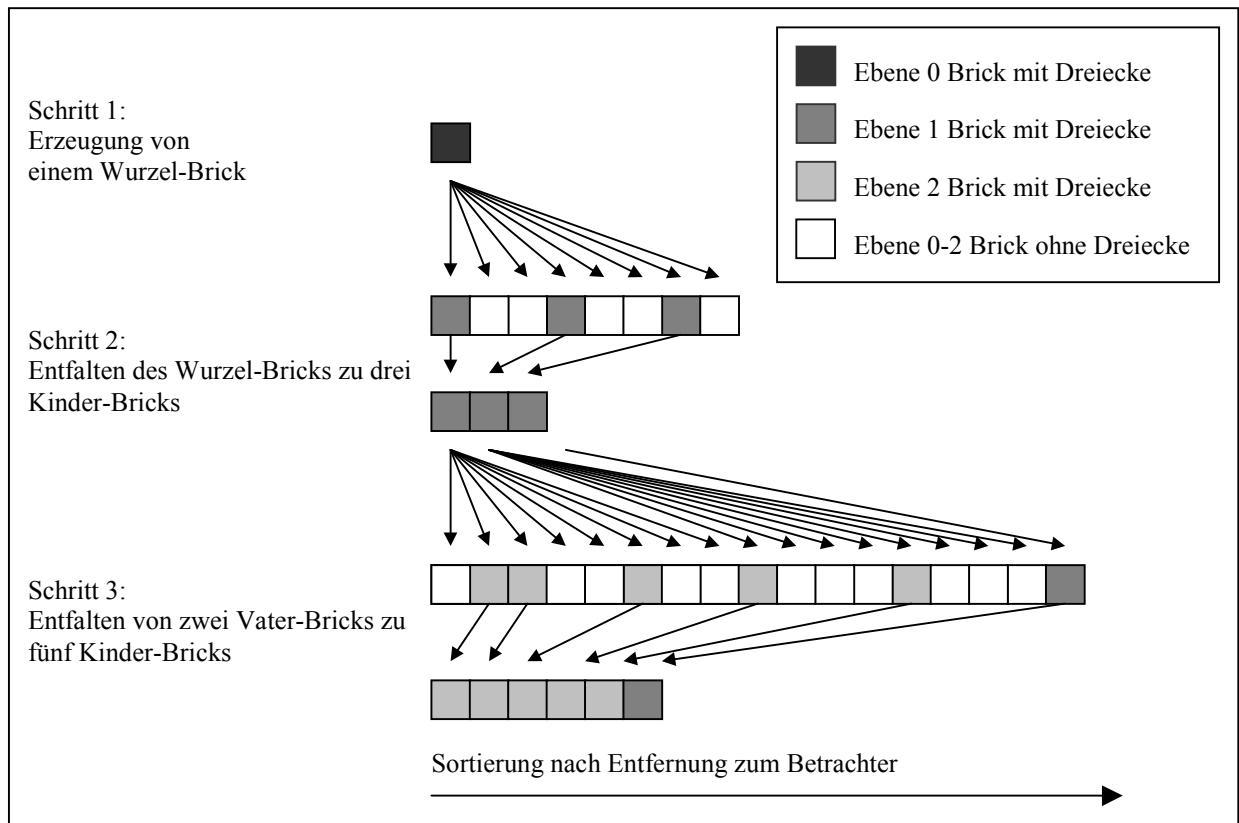 Ebene 0 Brick mit Dreiecke
Ebene 1 Brick mit Dreiecke
Ebene 2 Brick mit Dreiecke
Ebene 0-2 Brick ohne Dreiecke
Schritt 1:
Erzeugung von
einem Wurzel-Brick
Schritt 2:
Entfalten des Wurzel-Bricks zu drei
Kinder-Bricks
Schritt 3:
Entfalten von zwei Vater-Bricks zu
fünf Kinder-Bricks
Sortierung nach Entfernung zum Betrachter